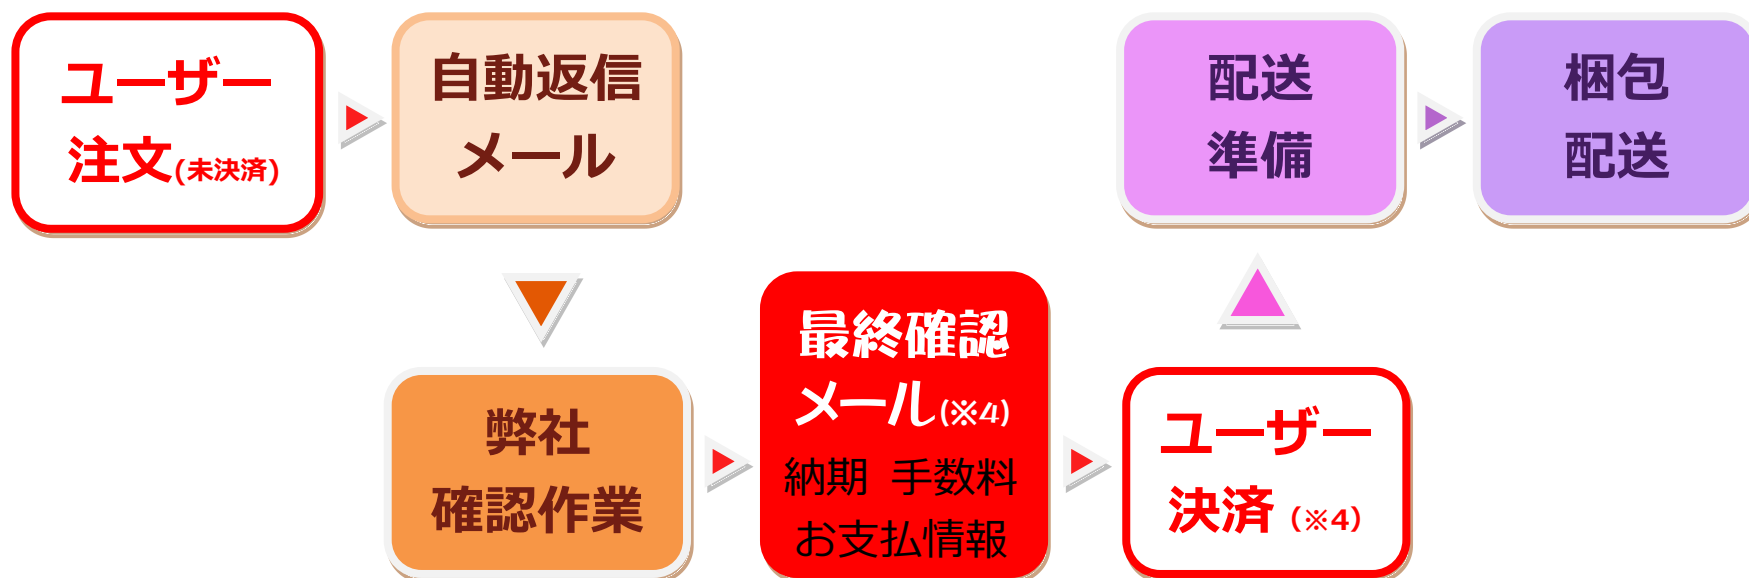 ユーザー
注文(未決済)
自動返信
メール
弊社
確認作業
最終確認
メール(※4)
納期 手数料
お支払情報
ユーザー
決済(※4)
配送
準備
梱包
配送